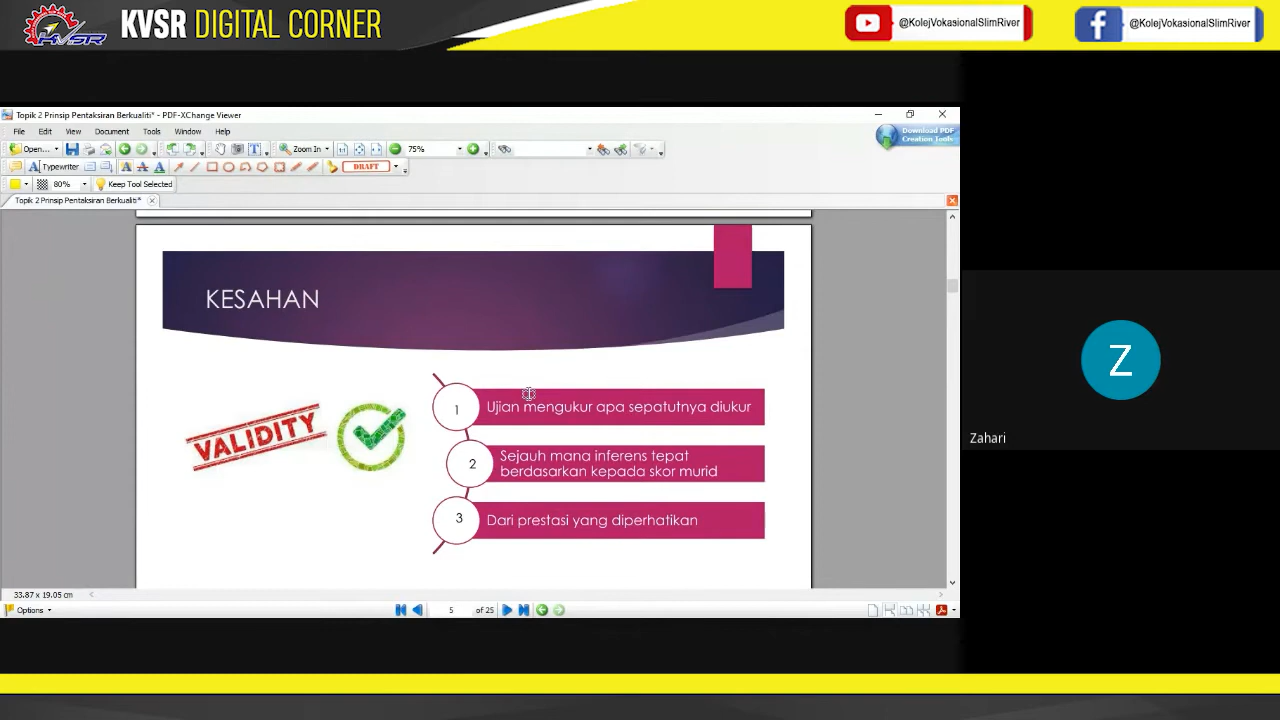 KVSR
KVSR DIGITAL CORNER
@KolejVokasionalSlimRiver
@KolejVokasionalSlimRiver
Topik 2 Prinsip Pentaksiran Berkualiti* - PDF-XChange Viewer
File Edit View Document Tools Window Help
Open... Zoom In 75%
Download PDF
Creation Tools
Typewriter DRAFT
80% Keep Tool Selected
Topik 2 Prinsip Pentaksiran Berkualiti*
KESAHAN
VALIDITY
1 Ujian mengukur apa sepatutnya diukur
2 Sejauh mana inferens tepat
berdasarkan kepada skor murid
3 Dari prestasi yang diperhatikan
Z
Zahari
33.87 x 19.05 cm
Options 5 of 25